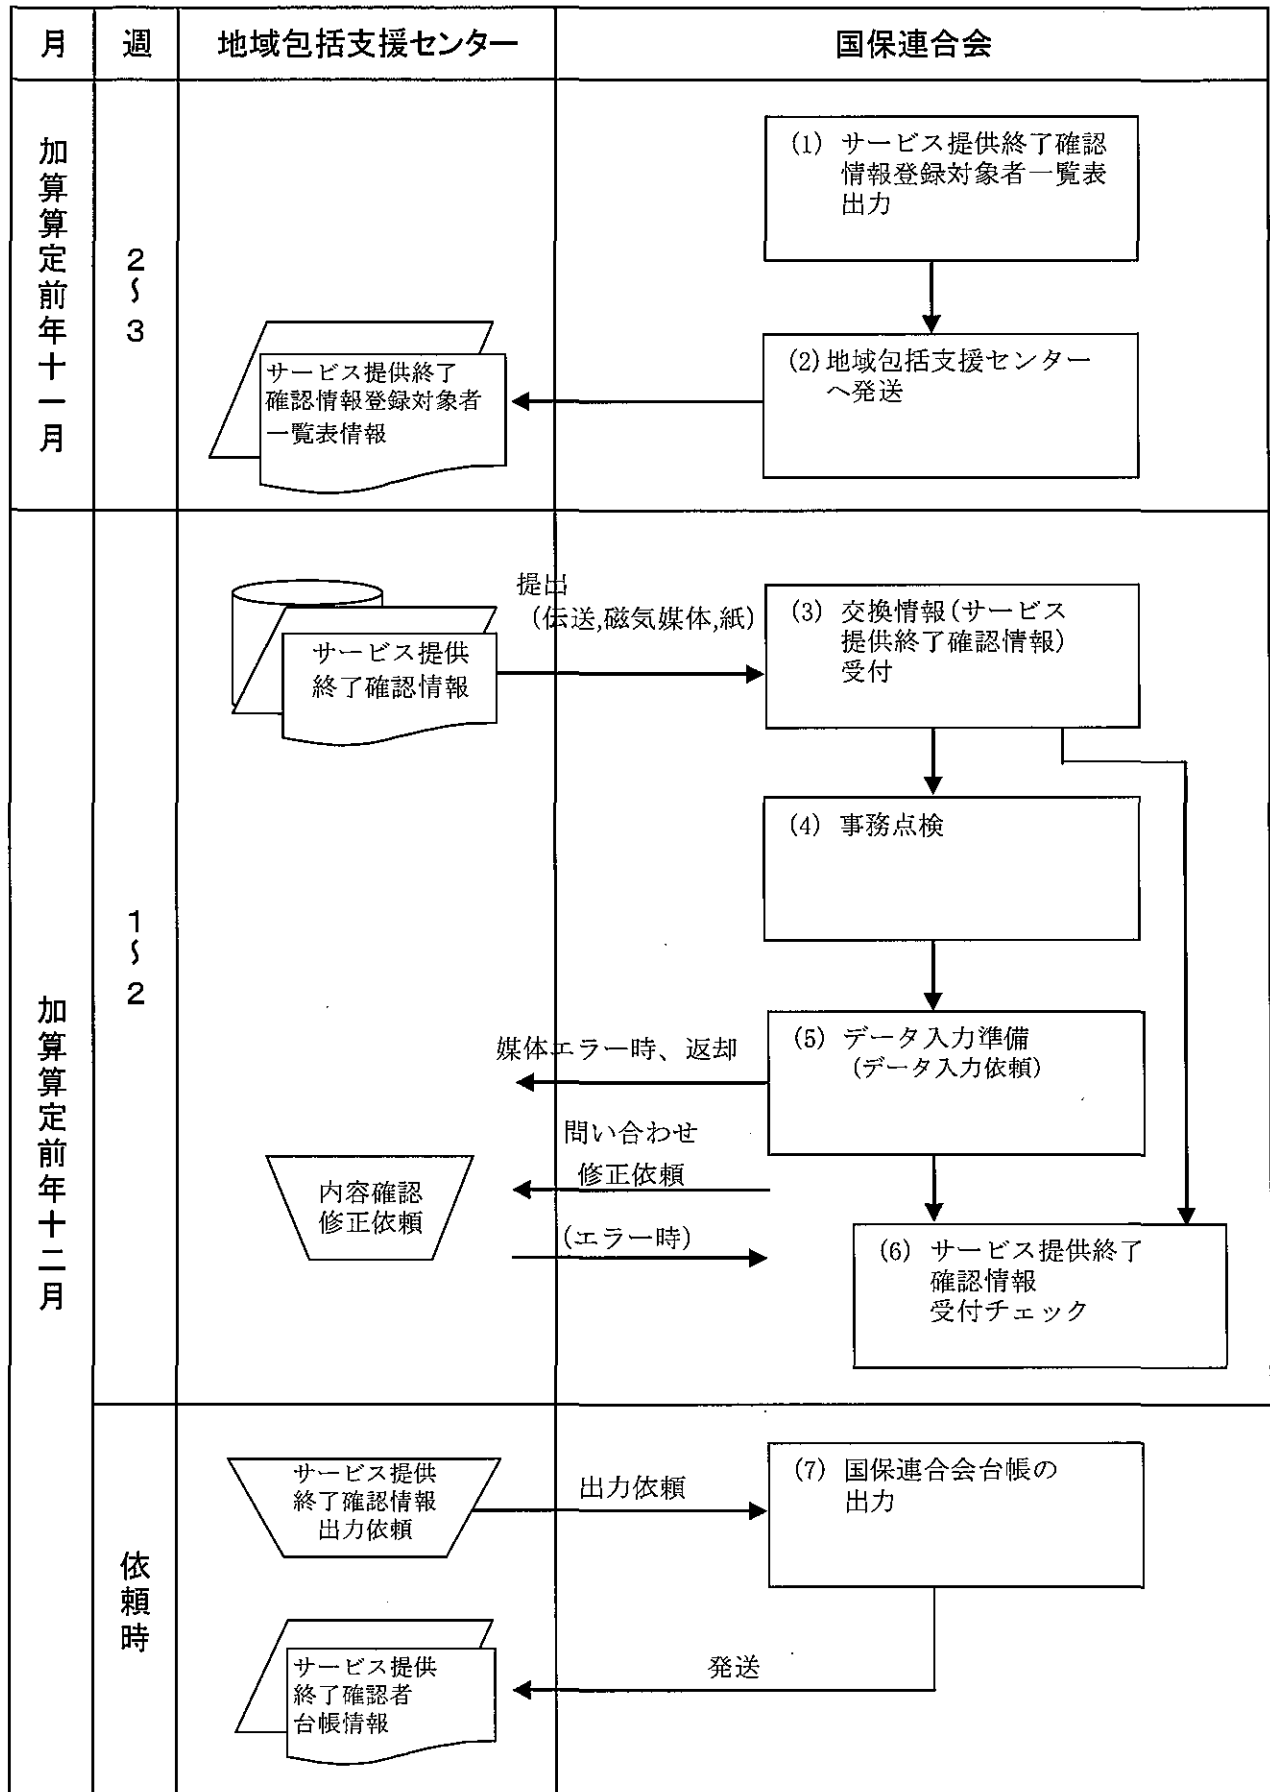 月
週
地域包括支援センター
国保連合会
加算算定前年十一月
2~3
(1) サービス提供終了確認
情報登録対象者一覧表
出力
(2)地域包括支援センター
へ発送
サービス提供終了
確認情報登録対象者
一覧表情報
加算算定前年十二月
1~2
提出
(伝送,磁気媒体,紙)
サービス提供
終了確認情報
(3) 交換情報(サービス
提供終了確認情報)
受付
(4) 事務点検
(5) データ入力準備
(データ入力依頼)
媒体エラー時、返却
問い合わせ
修正依頼
(エラー時)
内容確認
修正依頼
(6) サービス提供終了
確認情報
受付チェック
依頼時
サービス提供
終了確認情報
出力依頼
出力依頼
(7) 国保連合会台帳の
出力
発送
サービス提供
終了確認者
台帳情報